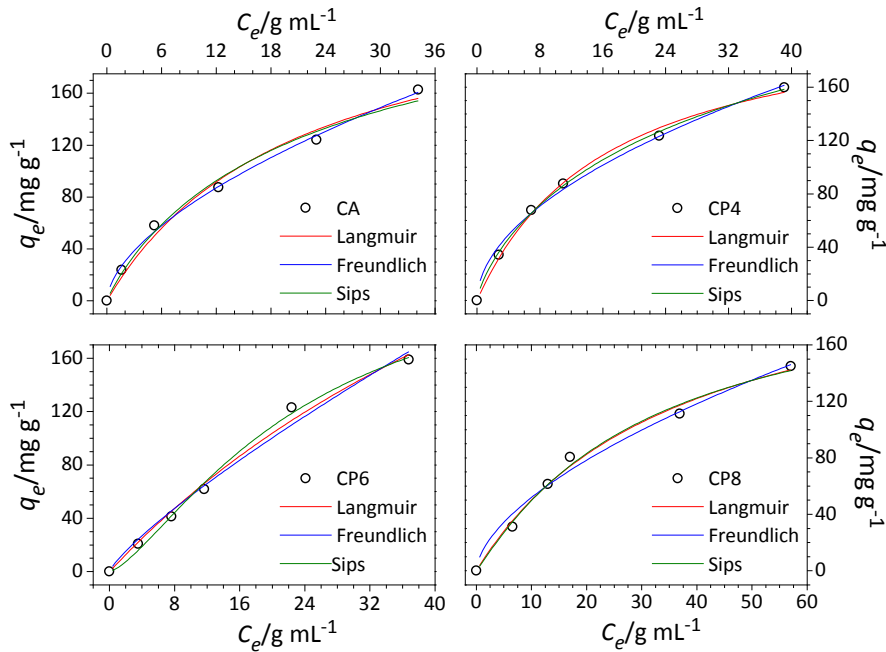 C_e/g mL⁻¹
0 6 12 18 24 30 36
C_e/g mL⁻¹
0 8 16 24 32 40
160
120
80
40
0
q_e/mg g⁻¹
CA
Langmuir
Freundlich
Sips
CP4
Langmuir
Freundlich
Sips
160
120
80
40
0
q_e/mg g⁻¹
160
120
80
40
0
q_e/mg g⁻¹
CP6
Langmuir
Freundlich
Sips
CP8
Langmuir
Freundlich
Sips
160
120
80
40
0
q_e/mg g⁻¹
0 8 16 24 32 40
C_e/g mL⁻¹
0 10 20 30 40 50 60
C_e/g mL⁻¹